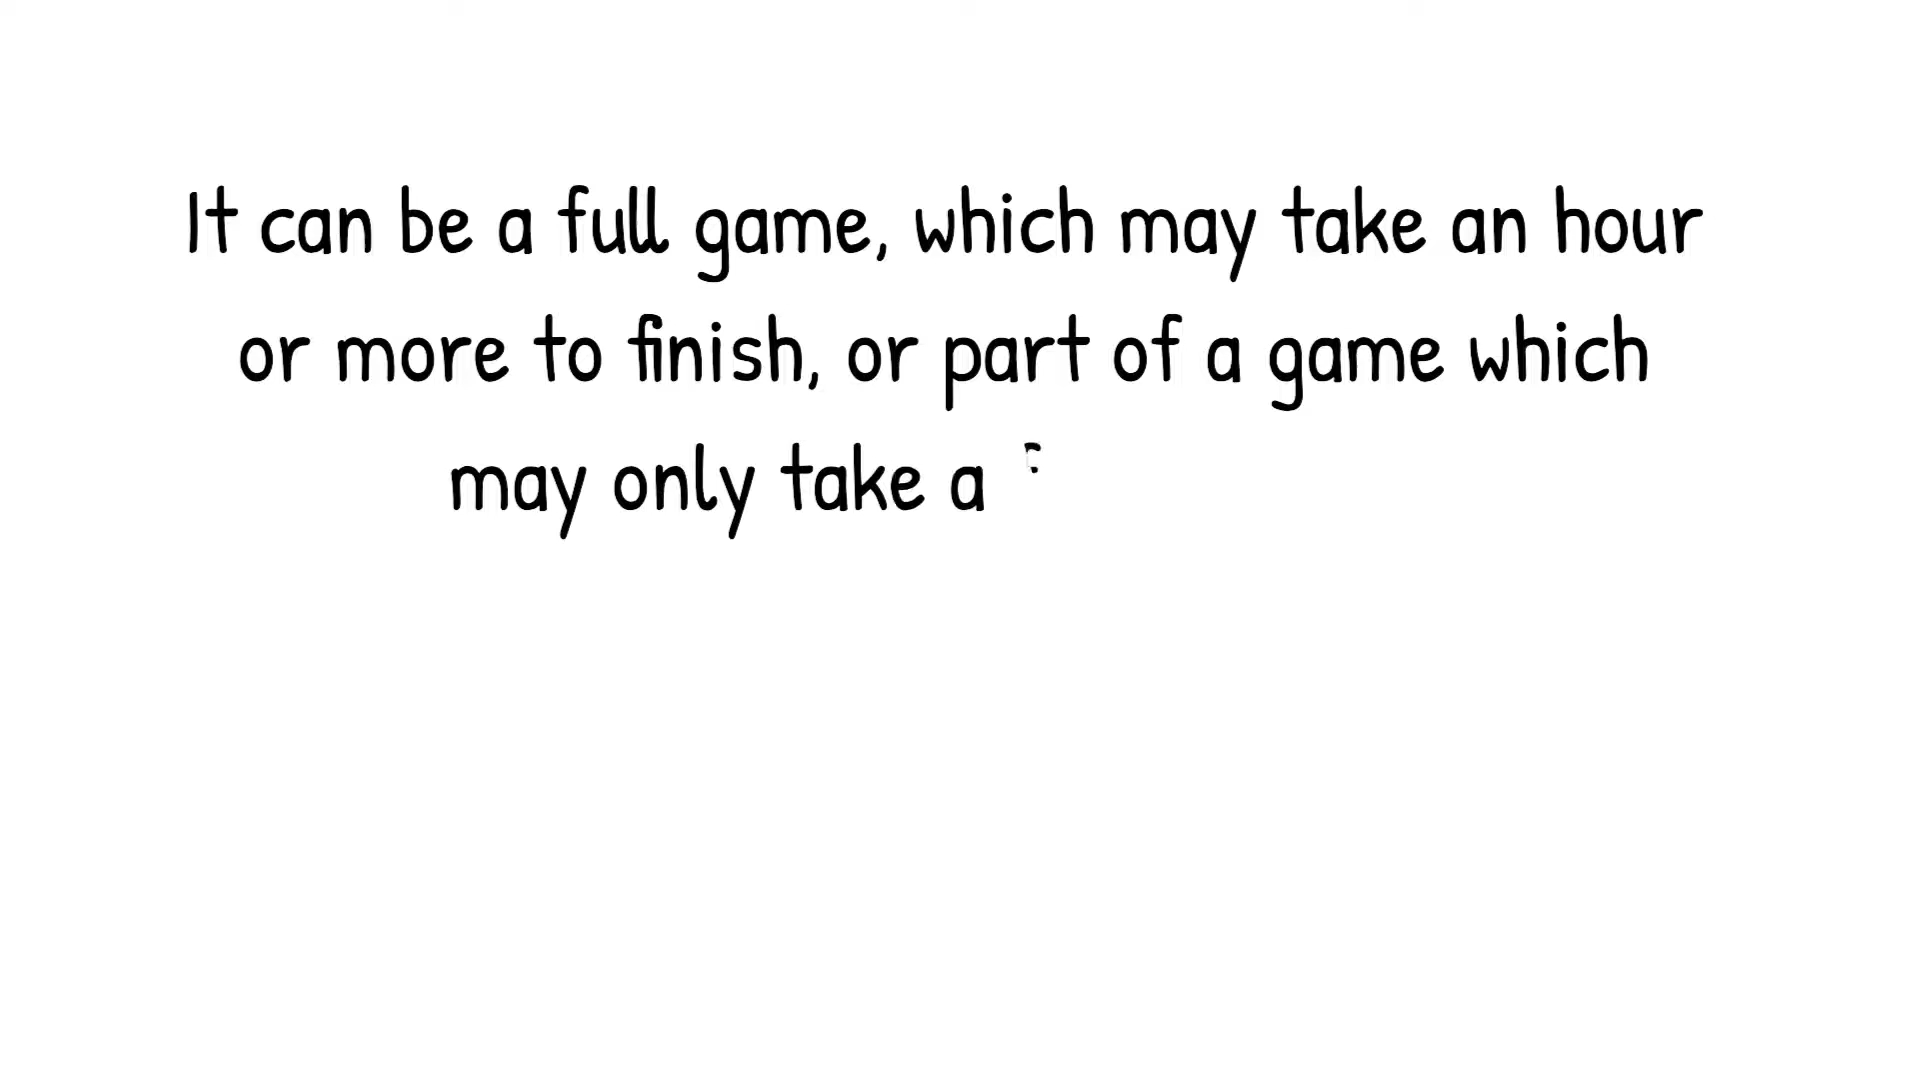 It can be a full game, which may take an hour
or more to finish, or part of a game which
may only take a